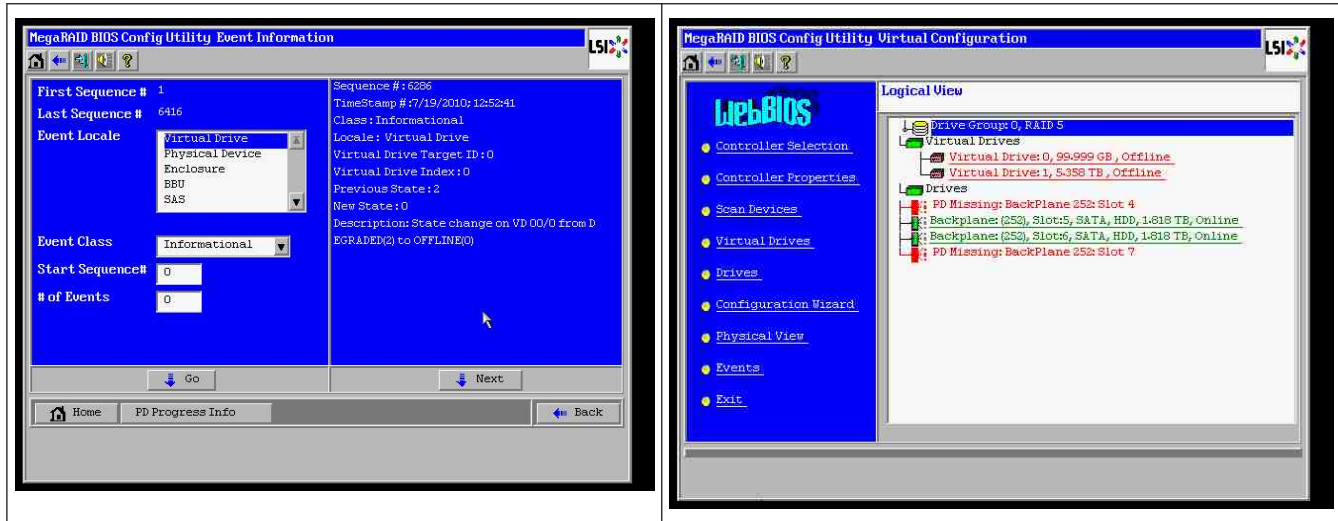 MegaRAID BIOS Config Utility Event Information
LSI
First Sequence # 1
Last Sequence # 6416
Event Locale
Virtual Drive
Physical Device
Enclosure
BBU
SAS
Event Class Informational
Start Sequence# 0
# of Events 0
Sequence #:6286
TimeStamp #:7/19/2010; 12:52:41
Class: Informational
Locale: Virtual Drive
Virtual Drive Target ID: 0
Virtual Drive Index: 0
Previous State: 2
New State: 0
Description: State change on VD 00/0 from D
EGRADED(2) to OFFLINE(0)
Go
Next
Home
PD Progress Info
Back
MegaRAID BIOS Config Utility Virtual Configuration
LSI
WebBIOS
Controller Selection
Controller Properties
Scan Devices
Virtual Drives
Drives
Configuration Wizard
Physical View
Events
Exit
Logical View
Drive Group: 0, RAID 5
Virtual Drives
Virtual Drive: 0, 99.999 GB, Offline
Virtual Drive: 1, 5.358 TB, Offline
Drives
PD Missing: BackPlane 252: Slot 4
Backplane: (252), Slot:5, SATA, HDD, 1.818 TB, Online
Backplane: (252), Slot:6, SATA, HDD, 1.818 TB, Online
PD Missing: BackPlane 252: Slot 7